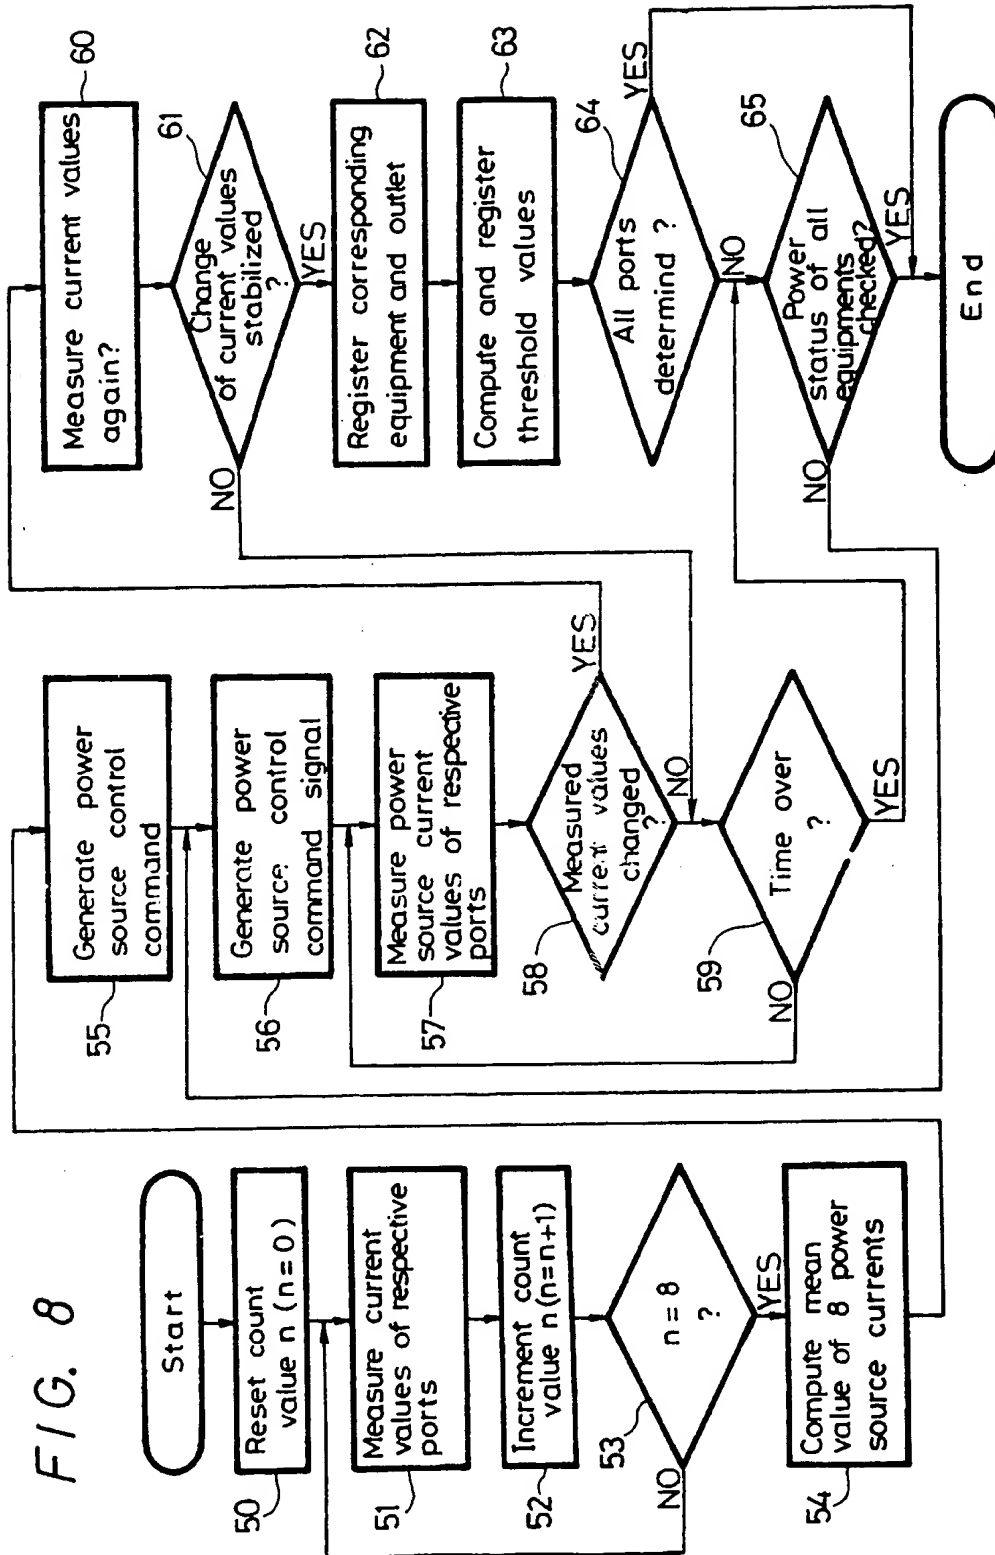 FIG. 8
Start
Reset count
value n (n=0)
50
Measure current
values of respective
ports
51
Increment count
value n (n=n+1)
52
n=8
?
53
NO
YES
Compute mean
value of 8 power
source currents
54
Generate power
source control
command
55
Generate power
source control
command signal
56
Measure power
source current
values of respective
ports
57
Measured
current values
changed
?
58
YES
NO
Time over
?
59
NO
YES
Measure current values
again?
60
Change
of current values
stabilized
?
61
NO
YES
Register corresponding
equipment and outlet
62
Compute and register
threshold values
63
All ports
determind ?
64
YES
NO
Power
status of all
equipments
checked?
65
NO
YES
End